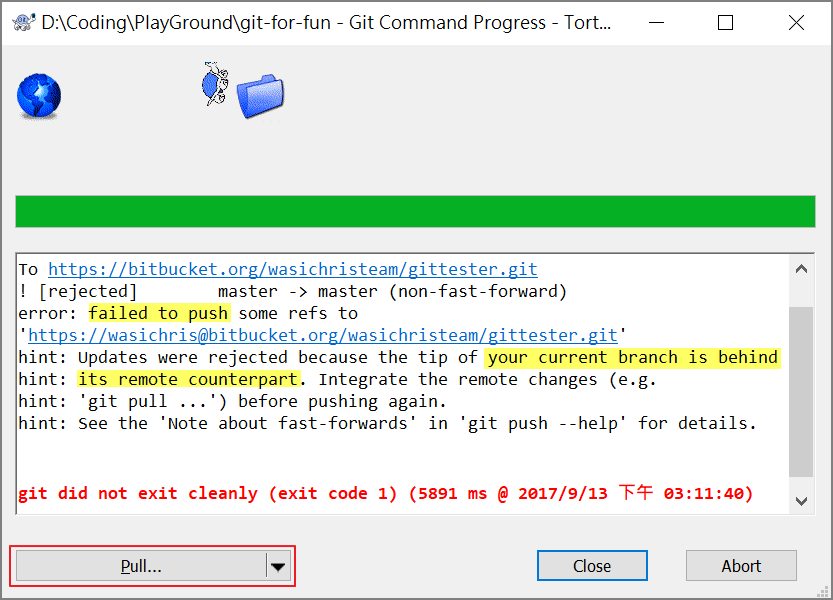 D:\Coding\PlayGround\git-for-fun - Git Command Progress - Tort...
To https://bitbucket.org/wasichristeam/gittester.git
! [rejected]        master -> master (non-fast-forward)
error: failed to push some refs to
'https://wasichris@bitbucket.org/wasichristeam/gittester.git'
hint: Updates were rejected because the tip of your current branch is behind
hint: its remote counterpart. Integrate the remote changes (e.g.
hint: 'git pull ...') before pushing again.
hint: See the 'Note about fast-forwards' in 'git push --help' for details.
git did not exit cleanly (exit code 1) (5891 ms @ 2017/9/13 下午 03:11:40)
Pull...
Close
Abort